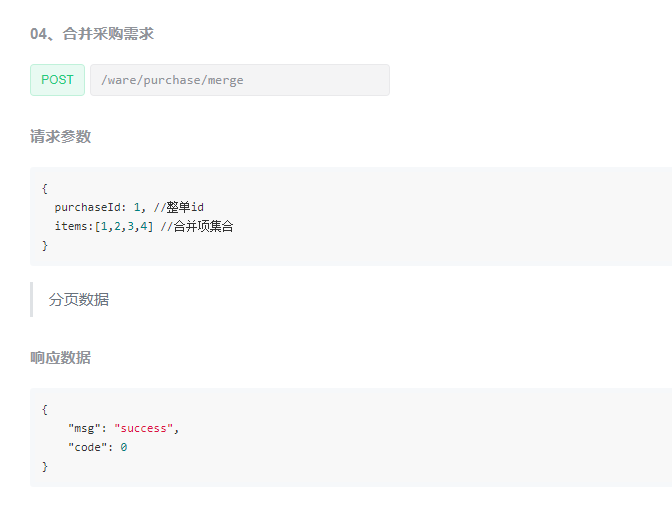 04、合并采购需求
POST /ware/purchase/merge
请求参数
{
  purchaseId: 1, //整单id
  items:[1,2,3,4] //合并项集合
}
分页数据
响应数据
{
    "msg": "success",
    "code": 0
}